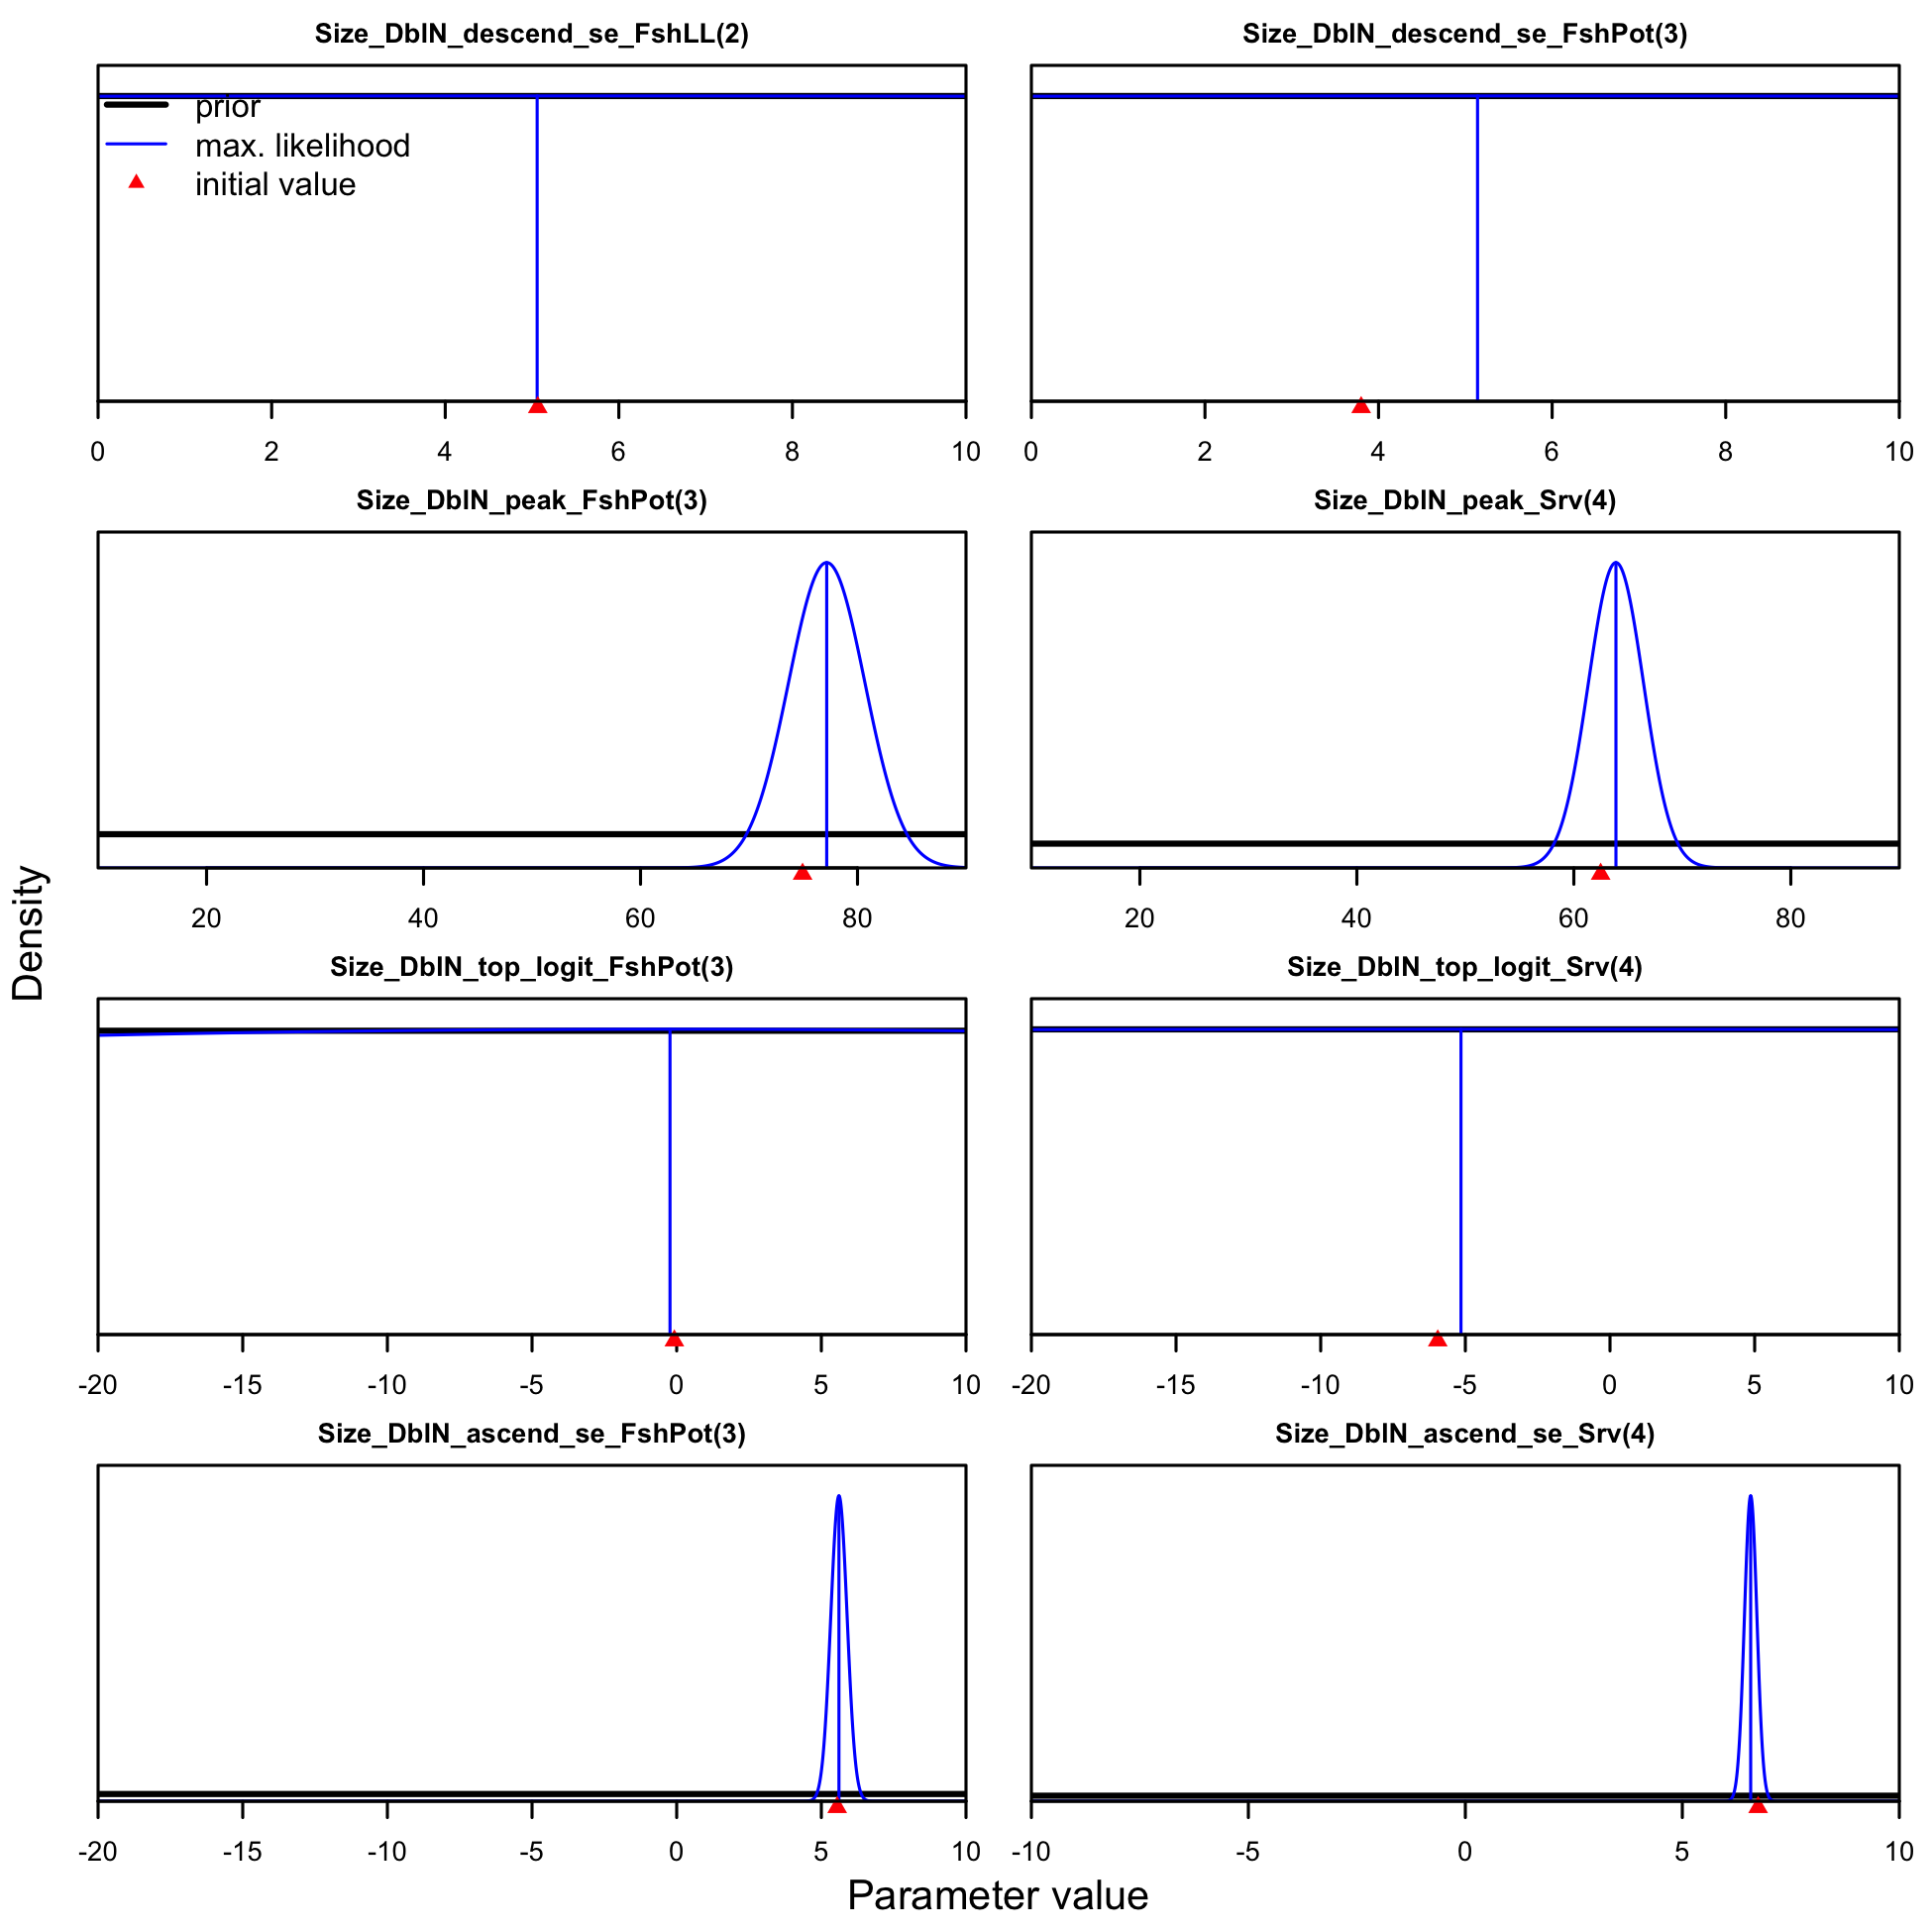 Size_DblN_descend_se_FshLL(2)
prior
max. likelihood
initial value
0 2 4 6 8 10
Size_DblN_descend_se_FshPot(3)
0 2 4 6 8 10
Size_DblN_peak_FshPot(3)
20 40 60 80
Size_DblN_peak_Srv(4)
20 40 60 80
Density
Size_DblN_top_logit_FshPot(3)
-20 -15 -10 -5 0 5 10
Size_DblN_top_logit_Srv(4)
-20 -15 -10 -5 0 5 10
Size_DblN_ascend_se_FshPot(3)
-20 -15 -10 -5 0 5 10
Size_DblN_ascend_se_Srv(4)
-10 -5 0 5 10
Parameter value